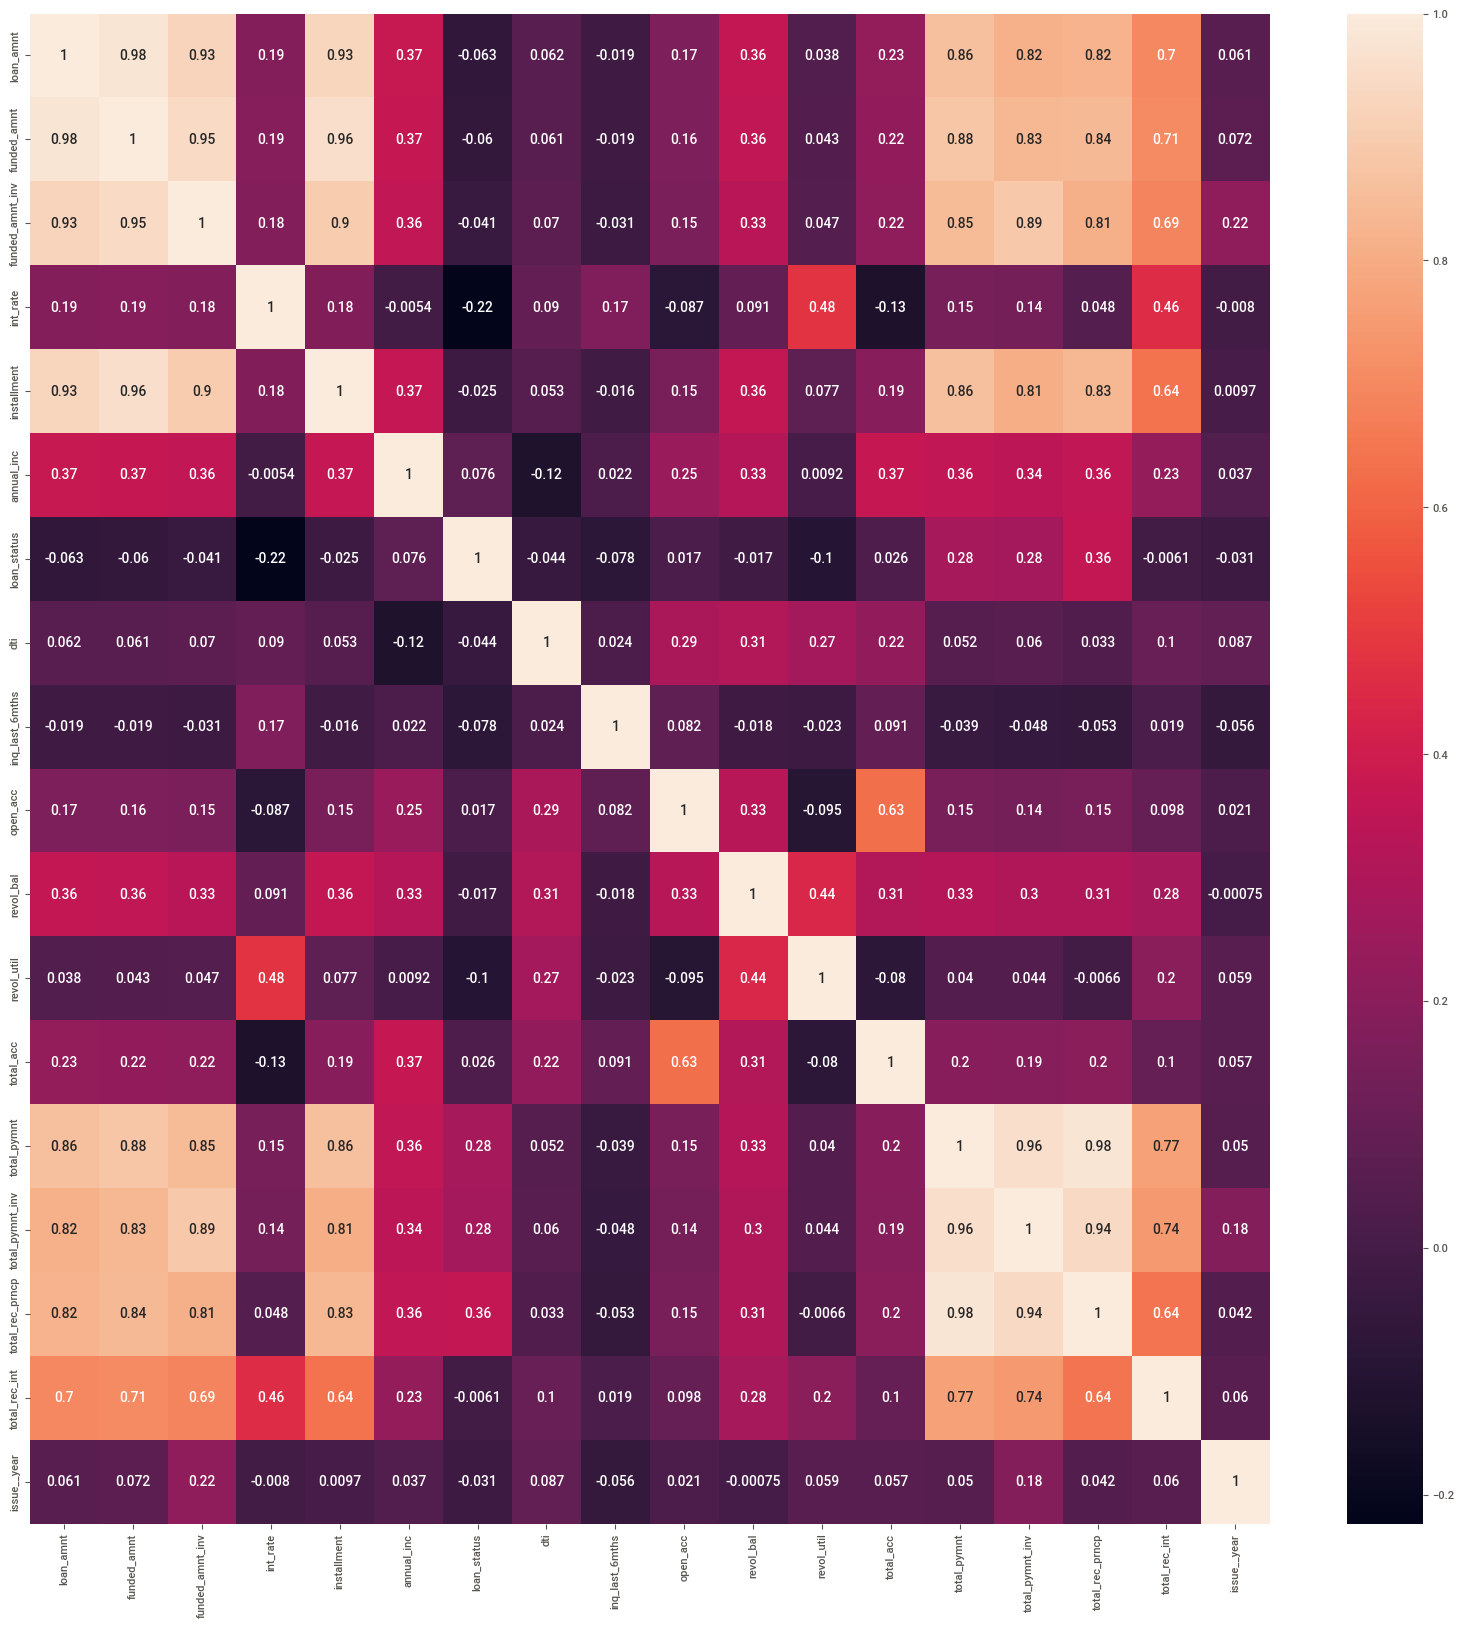 loan_amnt 1 0.98 0.93 0.19 0.93 0.37 -0.063 0.062 -0.019 0.17 0.36 0.038 0.23 0.86 0.82 0.82 0.7 0.061
funded_amnt 0.98 1 0.95 0.19 0.96 0.37 -0.06 0.061 -0.019 0.16 0.36 0.043 0.22 0.88 0.83 0.84 0.71 0.072
funded_amnt_inv 0.93 0.95 1 0.18 0.9 0.36 -0.041 0.07 -0.031 0.15 0.33 0.047 0.22 0.85 0.89 0.81 0.69 0.22
int_rate 0.19 0.19 0.18 1 0.18 -0.0054 -0.22 0.09 0.17 -0.087 0.091 0.48 -0.13 0.15 0.14 0.048 0.46 -0.008
installment 0.93 0.96 0.9 0.18 1 0.37 -0.025 0.053 -0.016 0.15 0.36 0.077 0.19 0.86 0.81 0.83 0.64 0.0097
annual_inc 0.37 0.37 0.36 -0.0054 0.37 1 0.076 -0.12 0.022 0.25 0.33 0.0092 0.37 0.36 0.34 0.36 0.23 0.037
loan_status -0.063 -0.06 -0.041 -0.22 -0.025 0.076 1 -0.044 -0.078 0.017 -0.017 -0.1 0.026 0.28 0.28 0.36 -0.0061 -0.031
dti 0.062 0.061 0.07 0.09 0.053 -0.12 -0.044 1 0.024 0.29 0.31 0.27 0.22 0.052 0.06 0.033 0.1 0.087
inq_last_6mths -0.019 -0.019 -0.031 0.17 -0.016 0.022 -0.078 0.024 1 0.082 -0.018 -0.023 0.091 -0.039 -0.048 -0.053 0.019 -0.056
open_acc 0.17 0.16 0.15 -0.087 0.15 0.25 0.017 0.29 0.082 1 0.33 -0.095 0.63 0.15 0.14 0.15 0.098 0.021
revol_bal 0.36 0.36 0.33 0.091 0.36 0.33 -0.017 0.31 -0.018 0.33 1 0.44 0.31 0.33 0.3 0.31 0.28 -0.00075
revol_util 0.038 0.043 0.047 0.48 0.077 0.0092 -0.1 0.27 -0.023 -0.095 0.44 1 -0.08 0.04 0.044 -0.0066 0.2 0.059
total_acc 0.23 0.22 0.22 -0.13 0.19 0.37 0.026 0.22 0.091 0.63 0.31 -0.08 1 0.2 0.19 0.2 0.1 0.057
total_pymnt 0.86 0.88 0.85 0.15 0.86 0.36 0.28 0.052 -0.039 0.15 0.33 0.04 0.2 1 0.96 0.98 0.77 0.05
total_pymnt_inv 0.82 0.83 0.89 0.14 0.81 0.34 0.28 0.06 -0.048 0.14 0.3 0.044 0.19 0.96 1 0.94 0.74 0.18
total_rec_prncp 0.82 0.84 0.81 0.048 0.83 0.36 0.36 0.033 -0.053 0.15 0.31 -0.0066 0.2 0.98 0.94 1 0.64 0.042
total_rec_int 0.7 0.71 0.69 0.46 0.64 0.23 -0.0061 0.1 0.019 0.098 0.28 0.2 0.1 0.77 0.74 0.64 1 0.06
issue__year 0.061 0.072 0.22 -0.008 0.0097 0.037 -0.031 0.087 -0.056 0.021 -0.00075 0.059 0.057 0.05 0.18 0.042 0.06 1
loan_amnt funded_amnt funded_amnt_inv int_rate installment annual_inc loan_status dti inq_last_6mths open_acc revol_bal revol_util total_acc total_pymnt total_pymnt_inv total_rec_prncp total_rec_int issue__year
1.0
0.8
0.6
0.4
0.2
0.0
−0.2